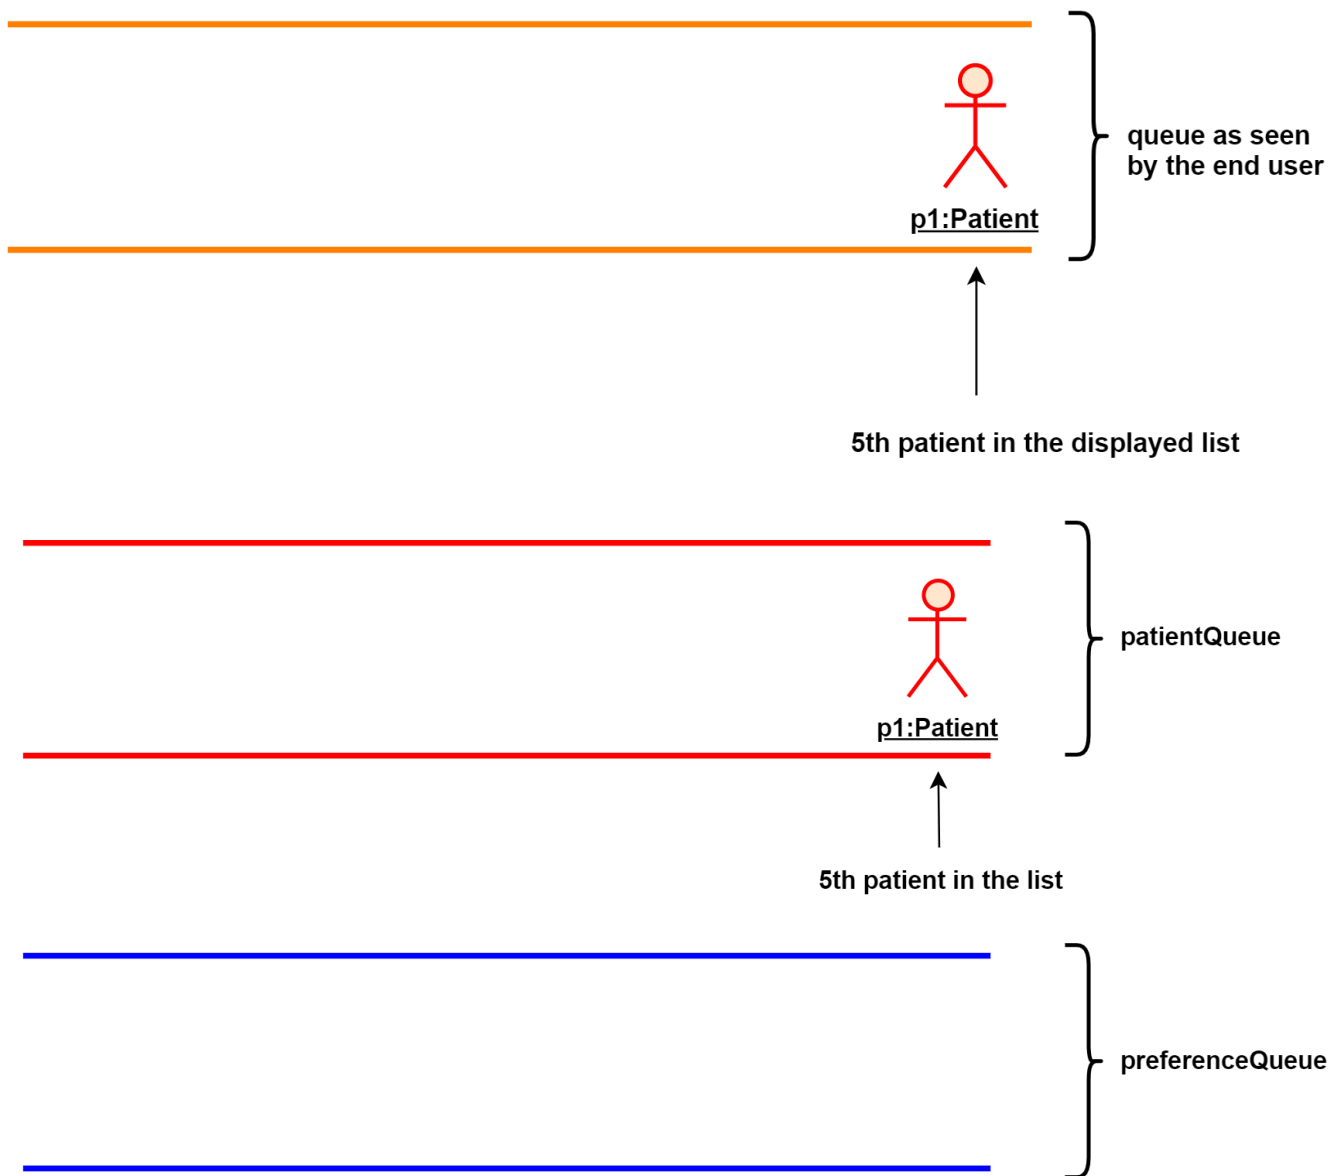 queue as seen
by the end user
p1:Patient
5th patient in the displayed list
patientQueue
p1:Patient
5th patient in the list
preferenceQueue